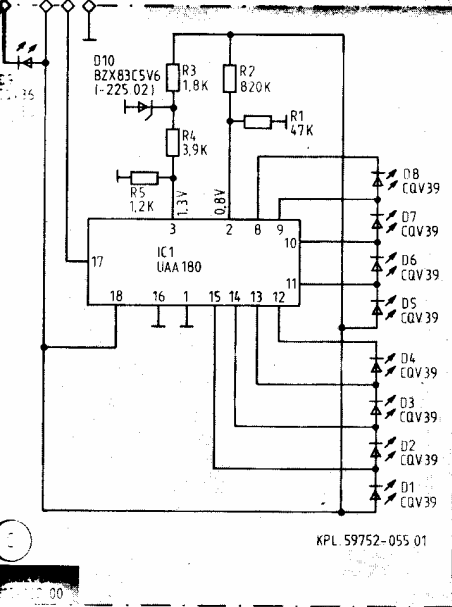 D10
BZX83C5V6
(-225.02)
R3
1,8K
R2
820K
R1
47K
R4
3,9K
R5
1,2K
1,3V
0,8V
D8
CQV39
D7
CQV39
D6
CQV39
D5
CQV39
3
2
8
9
10
11
17
IC1
UAA180
18
16
1
15
14
13
12
D4
CQV39
D3
CQV39
D2
CQV39
D1
CQV39
KPL.59752-055.01
00